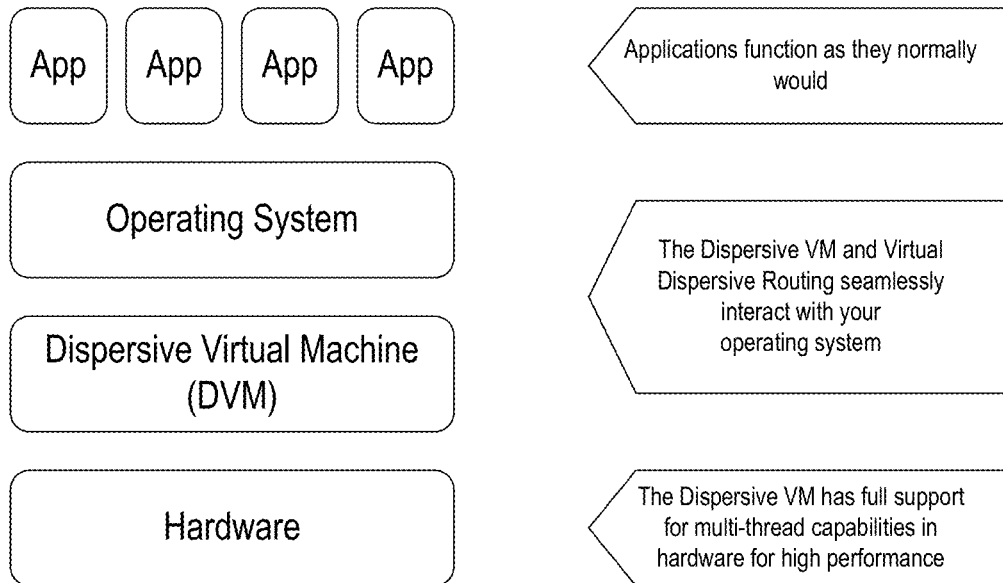 App App App App
Applications function as they normally
would
Operating System
The Dispersive VM and Virtual
Dispersive Routing seamlessly
interact with your
operating system
Dispersive Virtual Machine
(DVM)
Hardware
The Dispersive VM has full support
for multi-thread capabilities in
hardware for high performance